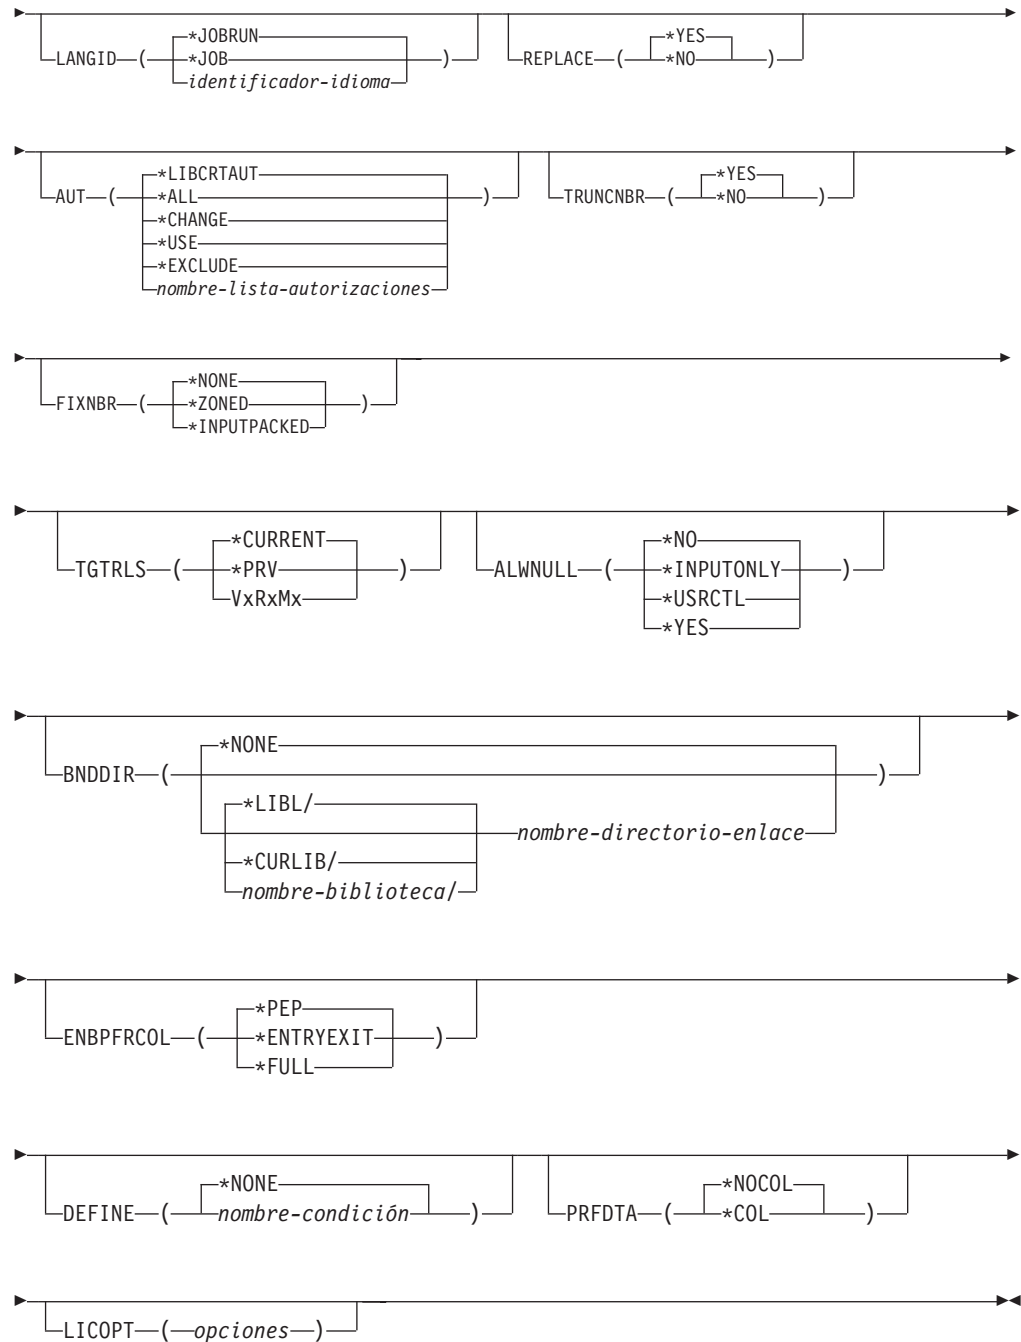 *JOBRUN
LANGID ( *JOB )
identificador-idioma
*YES
REPLACE ( *NO )
*LIBCRTAUT
AUT ( *ALL )
*CHANGE
*USE
*EXCLUDE
nombre-lista-autorizaciones
*YES
TRUNCNBR ( *NO )
*NONE
FIXNBR ( *ZONED )
*INPUTPACKED
*CURRENT
TGTRLS ( *PRV )
VxRxMx
*NO
ALWNULL ( *INPUTONLY )
*USRCTL
*YES
*NONE
BNDDIR ( )
*LIBL/
nombre-directorio-enlace
*CURLIB/
nombre-biblioteca/
*PEP
ENBPFRCOL ( *ENTRYEXIT )
*FULL
*NONE
DEFINE ( nombre-condición )
*NOCOL
PRFDTA ( *COL )
LICOPT ( opciones )